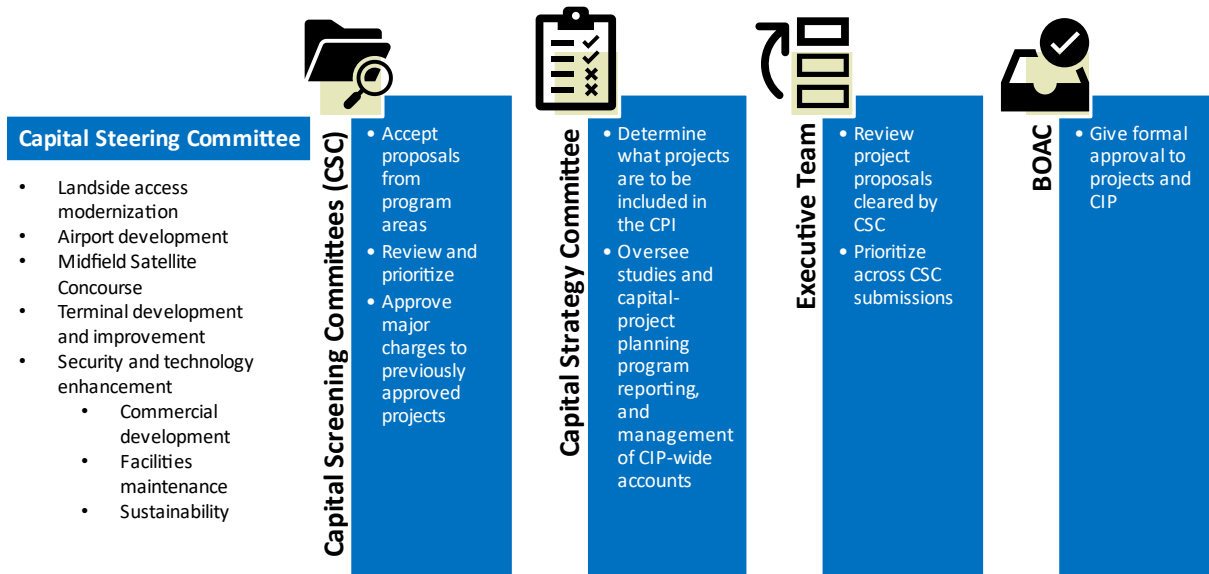 Capital Steering Committee
• Landside access
modernization
• Airport development
• Midfield Satellite
Concourse
• Terminal development
and improvement
• Security and technology
enhancement
• Commercial
development
• Facilities
maintenance
• Sustainability
Capital Screening Committees (CSC)
• Accept
proposals
from
program
areas
• Review and
prioritize
• Approve
major
charges to
previously
approved
projects
Capital Strategy Committee
• Determine
what projects
are to be
included in
the CPI
• Oversee
studies and
capital-
project
planning
program
reporting,
and
management
of CIP-wide
accounts
Executive Team
• Review
project
proposals
cleared by
CSC
• Prioritize
across CSC
submissions
BOAC
• Give formal
approval to
projects and
CIP